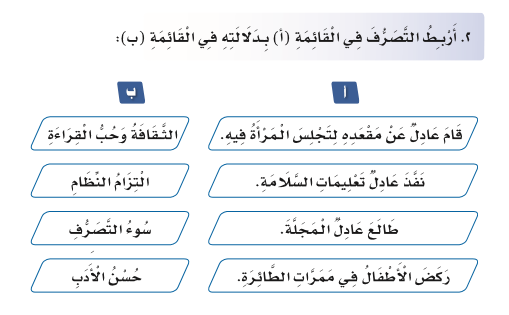 ٢. أَرْبِطُ التَّصَرُّفَ فِي الْقَائِمَةِ (أ) بِدَلَالَتِهِ فِي الْقَائِمَةِ (ب):
أ ب
قَامَ عَادِلٌ عَنْ مَقْعَدِهِ لِتَجْلِسَ الْمَرْأَةُ فِيهِ. الثَّقَافَةُ وَحُبُّ الْقِرَاءَةِ
نَفَّذَ عَادِلٌ تَعْلِيمَاتِ السَّلَامَةِ. الْتِزَامُ النِّظَامِ
طَالَعَ عَادِلٌ الْمَجَلَّةَ. سُوءُ التَّصَرُّفِ
رَكَضَ الْأَطْفَالُ فِي مَمَرَّاتِ الطَّائِرَةِ. حُسْنُ الْأَدَبِ